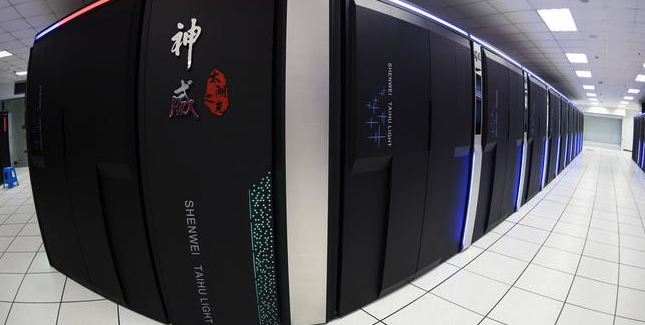 神威
太湖之光
SHENWEI TAIHU LIGHT
SHENWEI TAIHU LIGHT